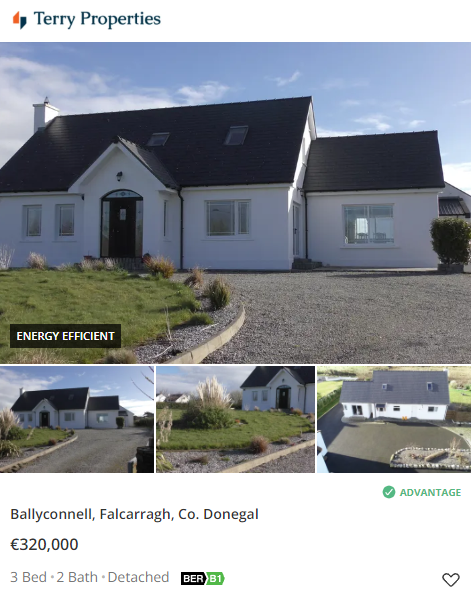 Terry Properties
ENERGY EFFICIENT
ADVANTAGE
Ballyconnell, Falcarragh, Co. Donegal
€320,000
3 Bed • 2 Bath • Detached BER B1